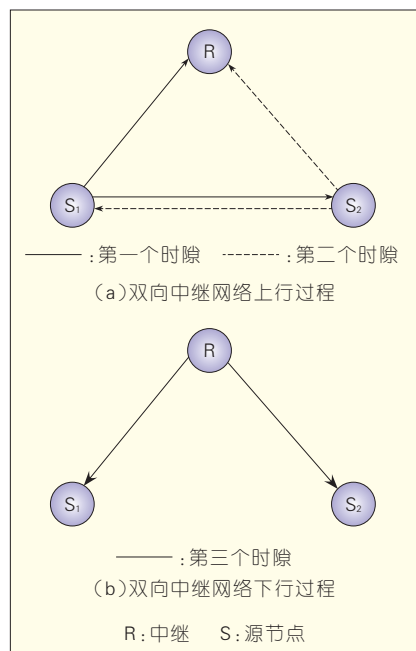 R
S₁
S₂
——:第一个时隙 ------:第二个时隙
(a)双向中继网络上行过程
R
S₁
S₂
——:第三个时隙
(b)双向中继网络下行过程
R:中继 S:源节点